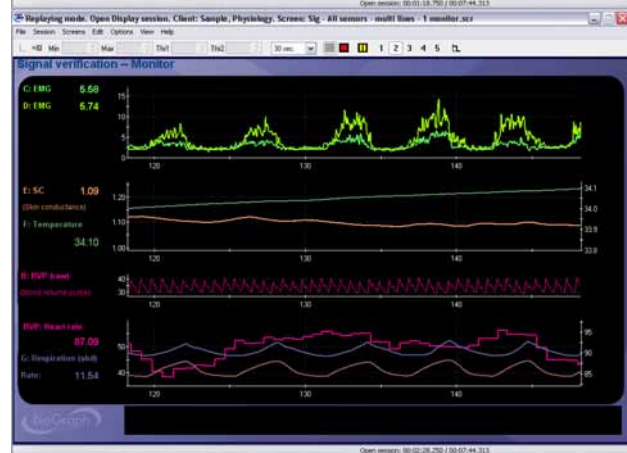 Open session: 00:01:18.750 / 00:07:44.313
Replaying mode. Open Display session, Client: Sample, Physiology. Screen: Sig - All sensors - multi lines - 1 monitor.scr
File Session Screens Edit Options View Help
Min Max Thr1 Thr2 30 sec. 1 2 3 4 5
Signal verification -- Monitor
C: EMG 5.58
D: EMG 5.74
15
10
5
0
120 130 140
E: SC 1.09
(Skin conductance)
F: Temperature
34.10
1.20
1.10
1.00
34.1
34.0
33.9
33.8
120 130 140
B: BVP (raw)
(blood volume pulse)
40
30
120 130 140
BVP: Heart rate
87.09
G: Respiration (abd)
Rate: 11.54
50
40
95
90
85
120 130 140
BioGraph
Open session: 00:02:28.750 / 00:07:44.313